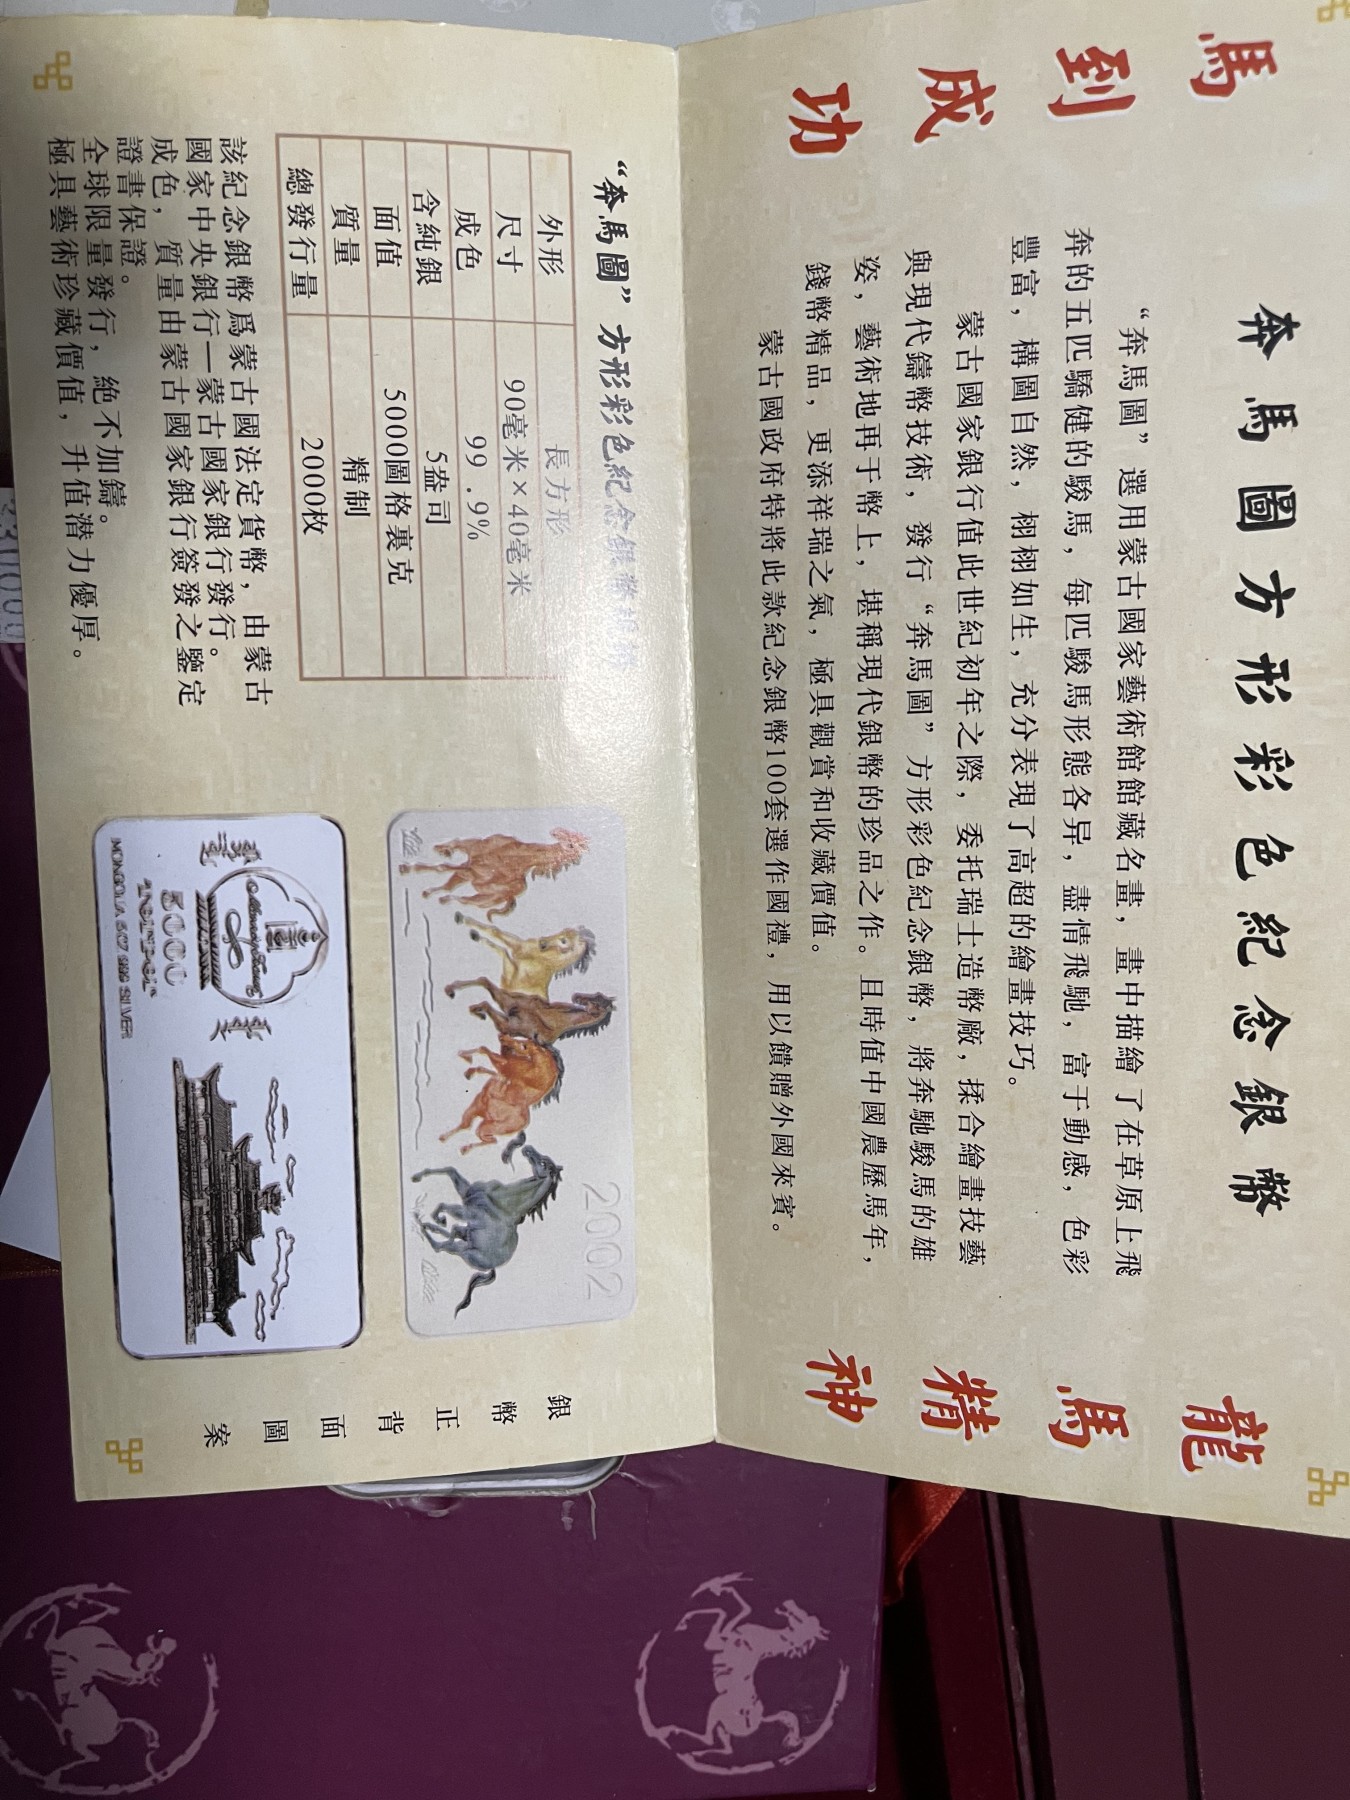 馬到成功
奔馬圖方形彩色紀念銀幣
“奔馬圖”選用蒙古國家藝術館館藏名畫，畫中描繪了在草原上飛
奔的五匹驕健的駿馬，每匹駿馬形態各异，盡情飛馳，富于動感，色彩
豐富，構圖自然，栩栩如生，充分表現了高超的繪畫技巧。
蒙古國家銀行值此世紀初年之際，委托瑞士造幣廠，揉合繪畫技藝
與現代鑄幣技術，發行“奔馬圖”方形彩色紀念銀幣，將奔馳駿馬的雄
姿，藝術地再于幣上，堪稱現代銀幣的珍品之作。且時值中國農歷馬年，
錢幣精品，更添祥瑞之氣，極具觀賞和收藏價值。
蒙古國政府特將此款紀念銀幣100套選作國禮，用以饋贈外國來賓。
龍馬精神
“奔馬圖”方形彩色紀念銀幣
外形 長方形
尺寸 90毫米×40毫米
成色 99.9%
含純銀 5盎司
面值 5000圖格裏克
質量 精制
總發行量 2000枚
該紀念銀幣爲蒙古國法定貨幣，由蒙古
國家中央銀行—蒙古國家銀行發行。
成色，質量由蒙古國家銀行簽發之鑒定
證書保證。
全球限量發行，絶不加鑄。
極具藝術珍藏價值，升值潜力優厚。
2002
5000
MONGOLIA 5 OZ 999 SILVER
銀幣正背面圖案